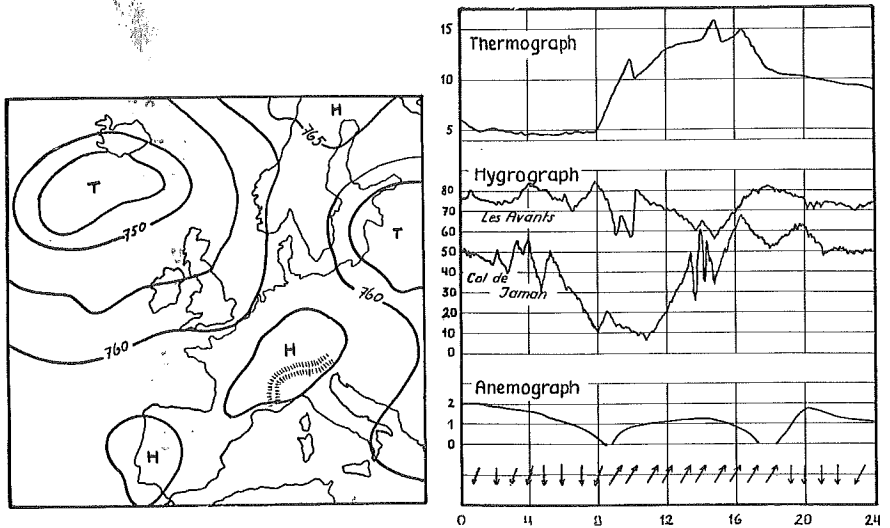 H
765
T
750
T
760
760
H
H
Thermograph
15
10
5
Hygrograph
80
70
Les Avants
60
50
40
Col de
Jaman
30
20
10
0
Anemograph
2
1
0
0 4 8 12 16 20 24